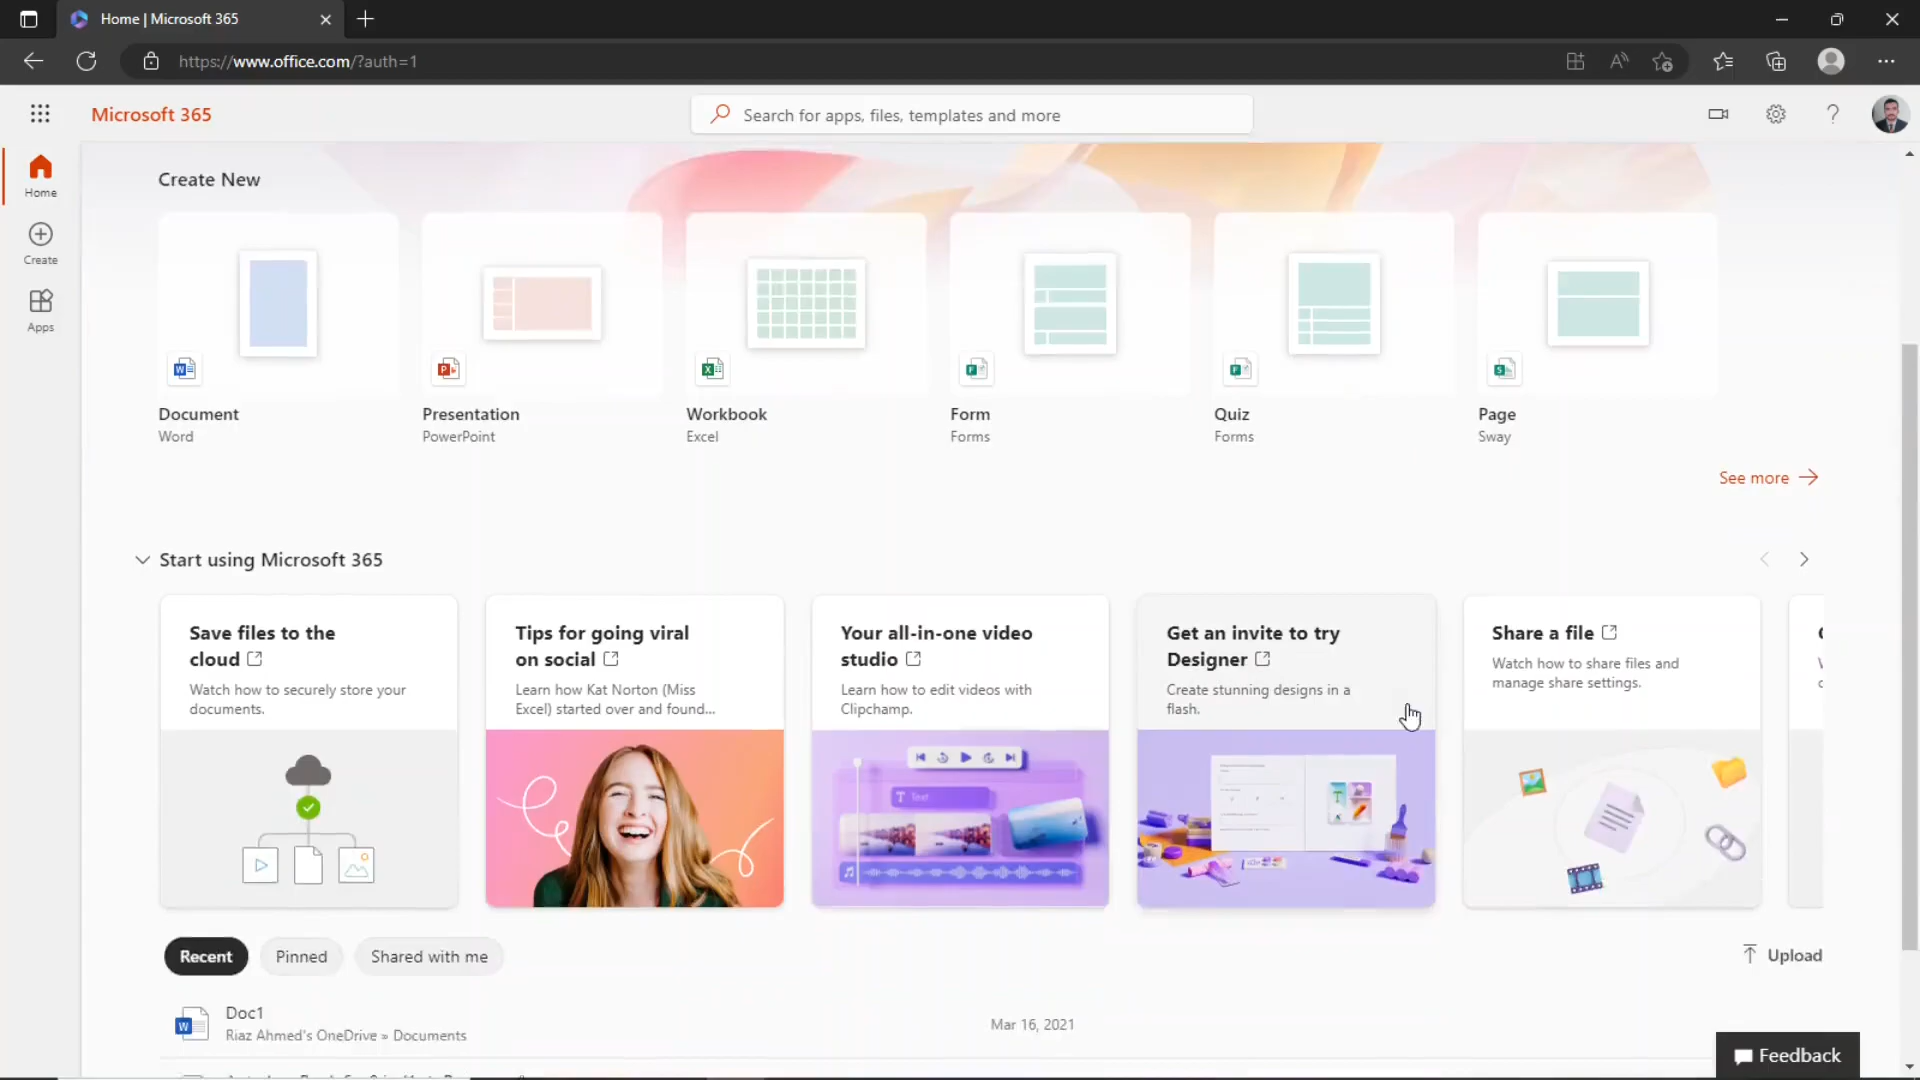 Home | Microsoft 365
https://www.office.com/?auth=1
Microsoft 365
Search for apps, files, templates and more
Home
Create
Apps
Create New
Document
Word
Presentation
PowerPoint
Workbook
Excel
Form
Forms
Quiz
Forms
Page
Sway
See more
Start using Microsoft 365
Save files to the
cloud
Watch how to securely store your
documents.
Tips for going viral
on social
Learn how Kat Norton (Miss
Excel) started over and found...
Your all-in-one video
studio
Learn how to edit videos with
Clipchamp.
Text
Get an invite to try
Designer
Create stunning designs in a
flash.
Share a file
Watch how to share files and
manage share settings.
Recent
Pinned
Shared with me
Upload
Doc1
Riaz Ahmed's OneDrive » Documents
Mar 16, 2021
Feedback